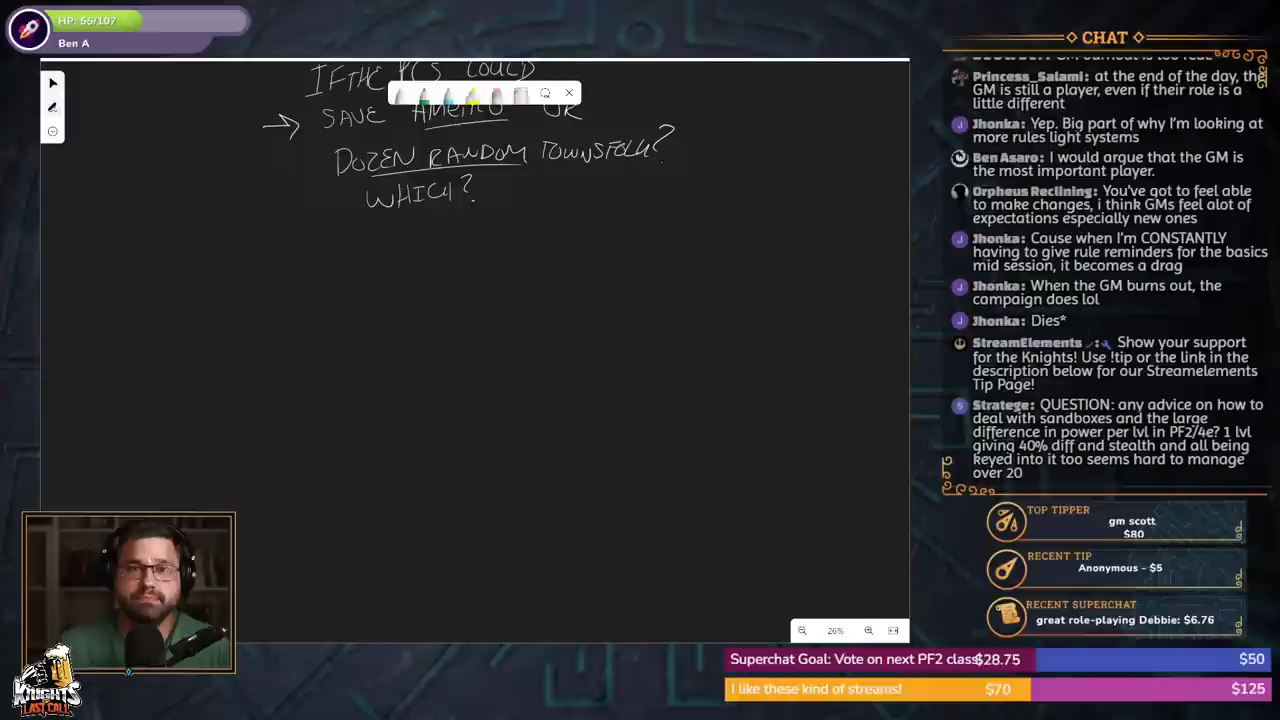 HP: 55/107
Ben A
IF THE PCS COULD
SAVE AMEIKO OR
DOZEN RANDOM TOWNSFOLK?
WHICH?
26%
KNIGHTS
OF LAST CALL
CHAT
Princess_Salami: at the end of the day, the
GM is still a player, even if their role is a
little different
Jhonka: Yep. Big part of why I'm looking at
more rules light systems
Ben Asaro: I would argue that the GM is
the most important player.
Orpheus Reclining: You've got to feel able
to make changes, i think GMs feel alot of
expectations especially new ones
Jhonka: Cause when I'm CONSTANTLY
having to give rule reminders for the basics
mid session, it becomes a drag
Jhonka: When the GM burns out, the
campaign does lol
Jhonka: Dies*
StreamElements : Show your support
for the Knights! Use !tip or the link in the
description below for our Streamelements
Tip Page!
Stratege: QUESTION: any advice on how to
deal with sandboxes and the large
difference in power per lvl in PF2/4e? 1 lvl
giving 40% diff and stealth and all being
keyed into it too seems hard to manage
over 20
TOP TIPPER
gm scott
$80
RECENT TIP
Anonymous - $5
RECENT SUPERCHAT
great role-playing Debbie: $6.76
Superchat Goal: Vote on next PF2 class $28.75 $50
I like these kind of streams! $70 $125